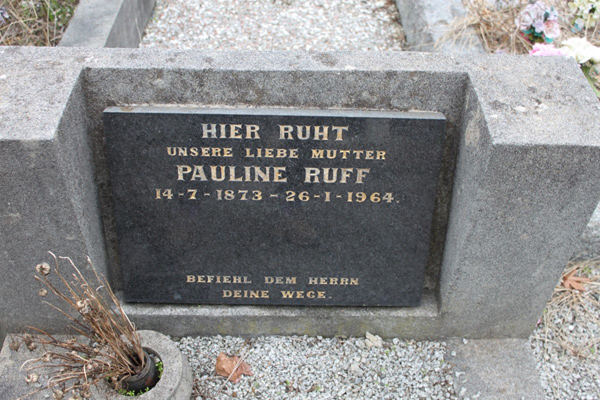 HIER RUHT
UNSERE LIEBE MUTTER
PAULINE RUFF
14-7-1873-26-1-1964.
BEFIEHL DEM HERRN
DEINE WEGE.